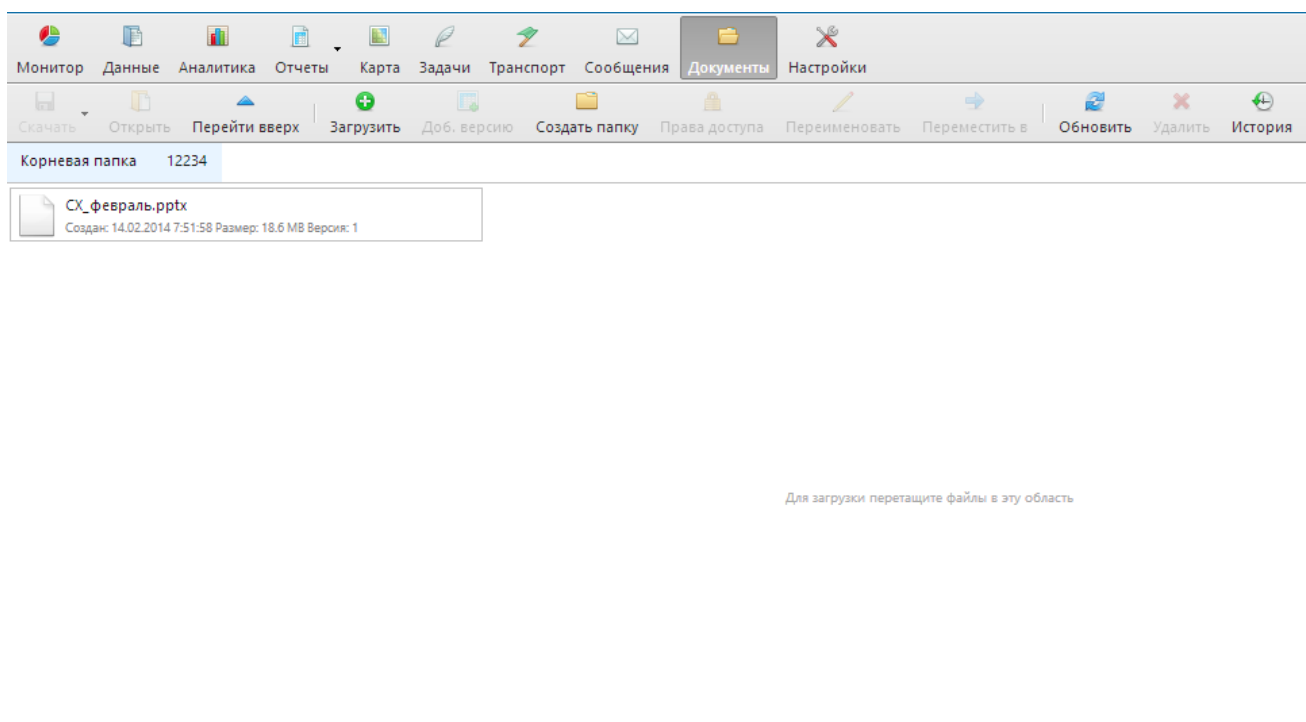 Монитор Данные Аналитика Отчеты Карта Задачи Транспорт Сообщения Документы Настройки
Скачать Открыть Перейти вверх Загрузить Доб. версию Создать папку Права доступа Переименовать Переместить в Обновить Удалить История
Корневая папка 12234
СХ_февраль.pptx
Создан: 14.02.2014 7:51:58 Размер: 18.6 MB Версия: 1
Для загрузки перетащите файлы в эту область